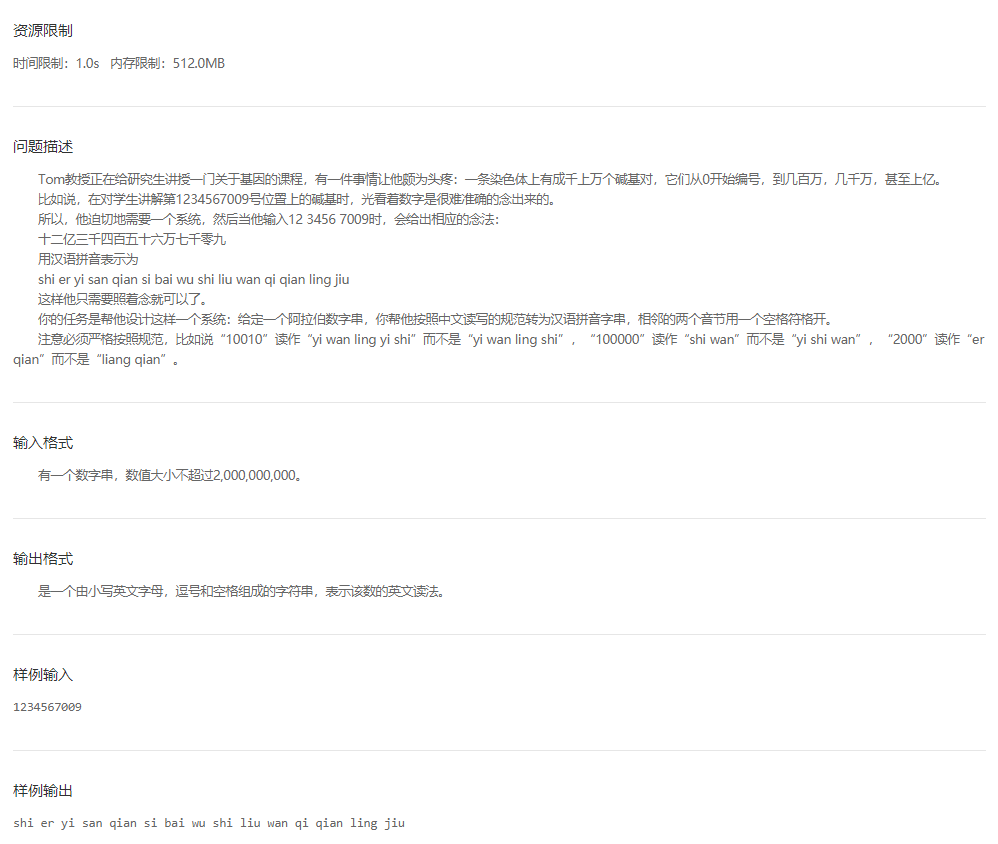 资源限制
时间限制：1.0s 内存限制：512.0MB
问题描述
Tom教授正在给研究生讲授一门关于基因的课程，有一件事情让他颇为头疼：一条染色体上有成千上万个碱基对，它们从0开始编号，到几百万，几千万，甚至上亿。
比如说，在对学生讲解第1234567009号位置上的碱基时，光看着数字是很难准确的念出来的。
所以，他迫切地需要一个系统，然后当他输入12 3456 7009时，会给出相应的念法：
十二亿三千四百五十六万七千零九
用汉语拼音表示为
shi er yi san qian si bai wu shi liu wan qi qian ling jiu
这样他只需要照着念就可以了。
你的任务是帮他设计这样一个系统：给定一个阿拉伯数字串，你帮他按照中文读写的规范转为汉语拼音字串，相邻的两个音节用一个空格符格开。
注意必须严格按照规范，比如说“10010”读作“yi wan ling yi shi”而不是“yi wan ling shi”，“100000”读作“shi wan”而不是“yi shi wan”，“2000”读作“er
qian”而不是“liang qian”。
输入格式
有一个数字串，数值大小不超过2,000,000,000。
输出格式
是一个由小写英文字母，逗号和空格组成的字符串，表示该数的英文读法。
样例输入
1234567009
样例输出
shi er yi san qian si bai wu shi liu wan qi qian ling jiu